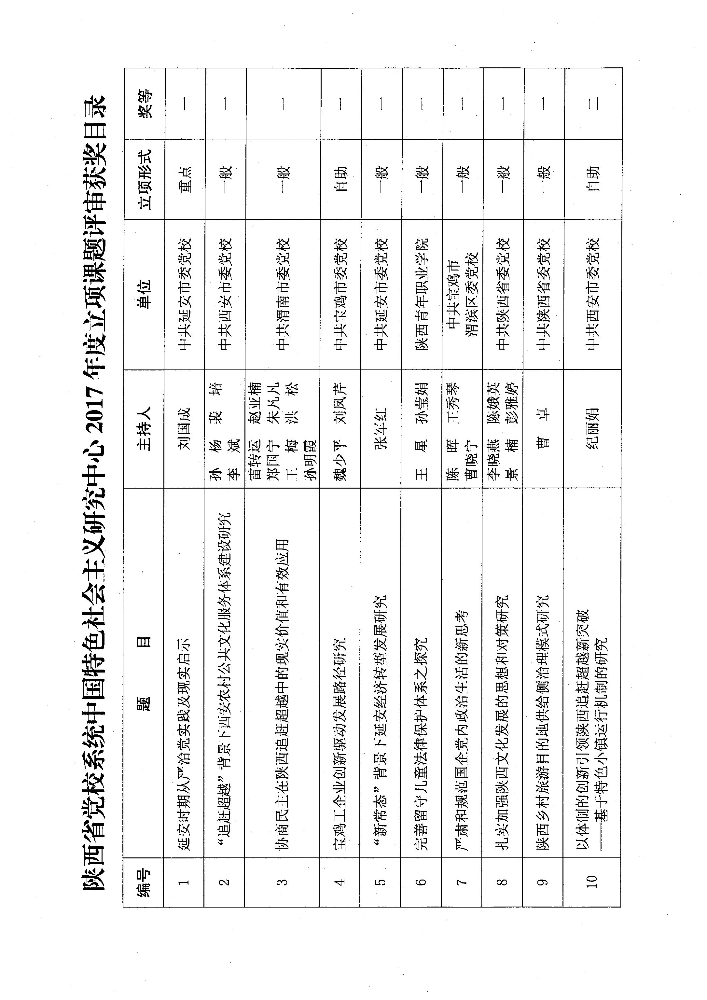 陕西省党校系统中国特色社会主义研究中心 2017 年度立项课题评审获奖目录
编号 题 目 主持人 单位 立项形式 奖等
1 延安时期从严治党实践及现实启示 刘国成 中共延安市委党校 重点 一
2 “追赶超越”背景下西安农村公共文化服务体系建设研究 孙 杨 裴 培
李 斌 中共西安市委党校 一般 一
3 协商民主在陕西追赶超越中的现实价值和有效应用 雷转运 赵亚楠
郑国宁 朱凡凡
王 梅 洪 松
孙明霞 中共渭南市委党校 一般 一
4 宝鸡工企业创新驱动发展路径研究 魏少平 刘凤芹 中共宝鸡市委党校 自助 一
5 “新常态”背景下延安经济转型发展研究 张军红 中共延安市委党校 一般 一
6 完善留守儿童法律保护体系之探究 王 星 孙莹娟 陕西青年职业学院 一般 一
7 严肃和规范国企党内政治生活的新思考 陈 晖 王秀琴
曹晓宁 中共宝鸡市
渭滨区委党校 一般 一
8 扎实加强陕西文化发展的思想和对策研究 李晓燕 陈娥英
景 楠 彭雅婷 中共陕西省委党校 一般 一
9 陕西乡村旅游目的地供给侧治理模式研究 曹 卓 中共陕西省委党校 一般 一
10 以体制的创新引领陕西追赶超越新突破
——基于特色小镇运行机制的研究 纪丽娟 中共西安市委党校 自助 二